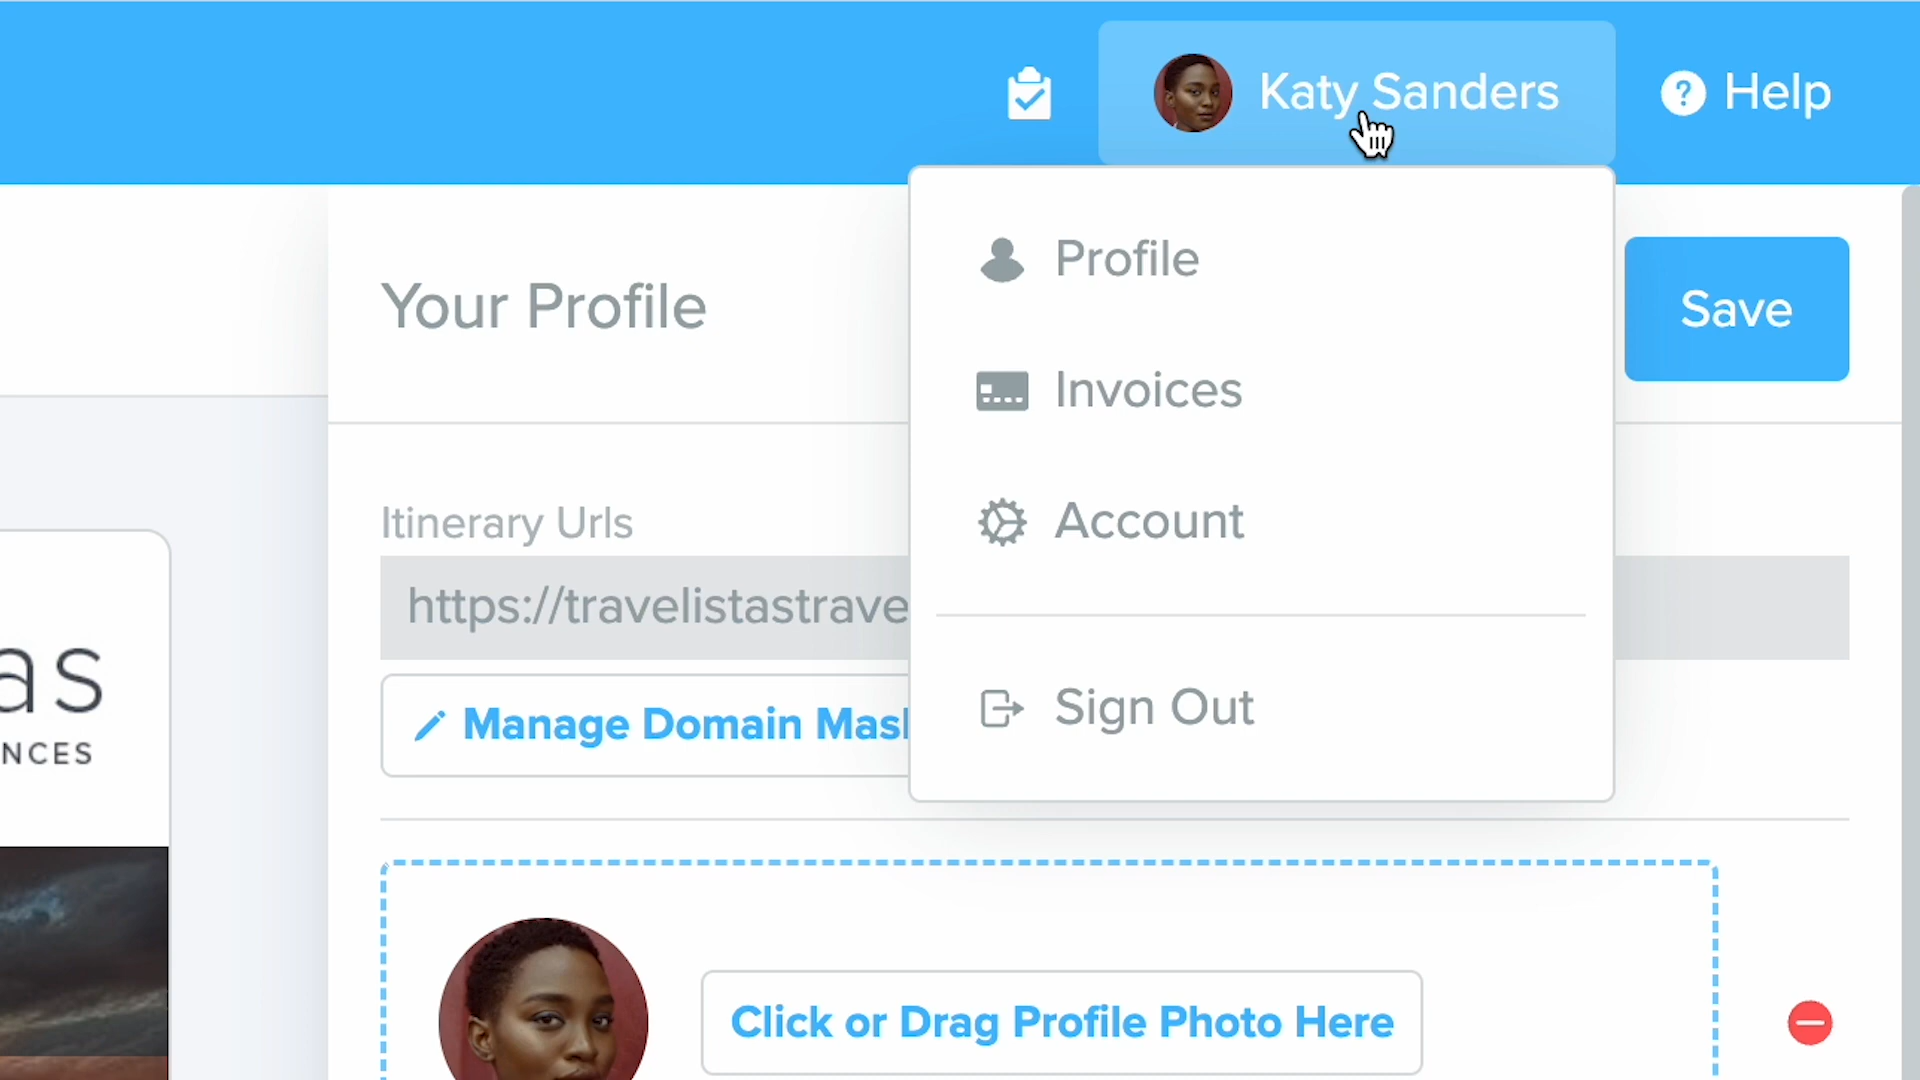 Katy Sanders
? Help
Profile
Your Profile
Save
Invoices
Itinerary Urls
Account
https://travelistastrave
as
Manage Domain
Sign Out
NCES
Click or Drag Profile Photo Here